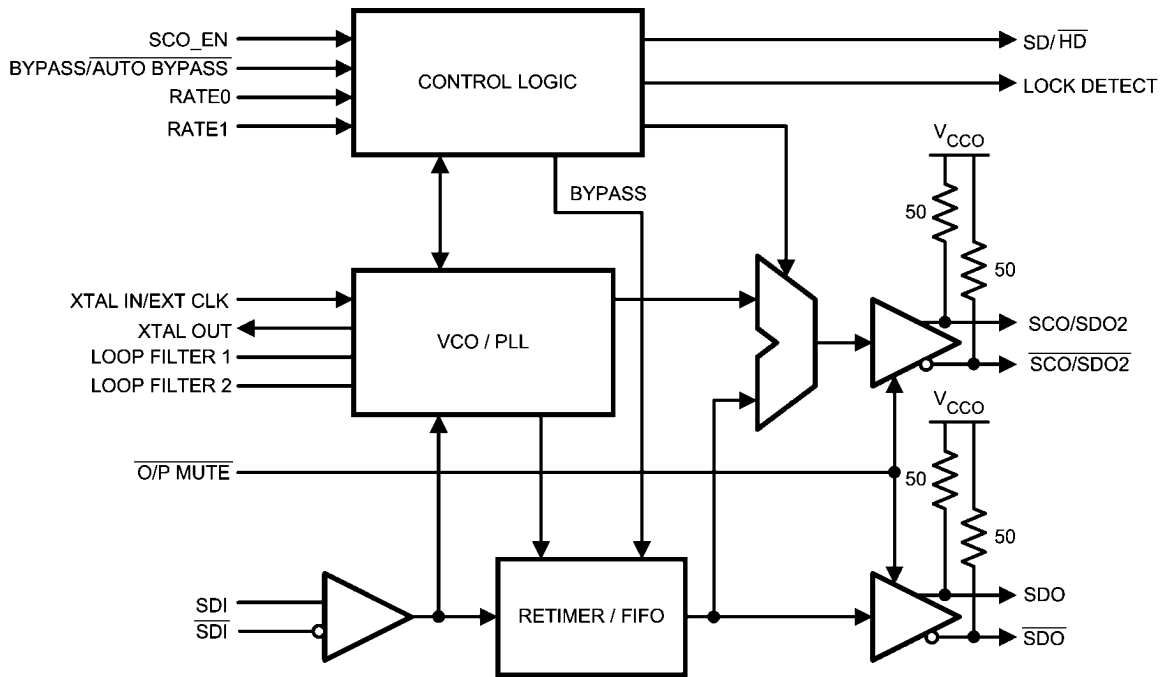 SCO_EN
BYPASS/AUTO BYPASS
RATE0
RATE1
CONTROL LOGIC
SD/HD
LOCK DETECT
BYPASS
VCCO
50
50
XTAL IN/EXT CLK
XTAL OUT
LOOP FILTER 1
LOOP FILTER 2
VCO / PLL
SCO/SDO2
SCO/SDO2
O/P MUTE
VCCO
50
50
SDI
SDI
RETIMER / FIFO
SDO
SDO